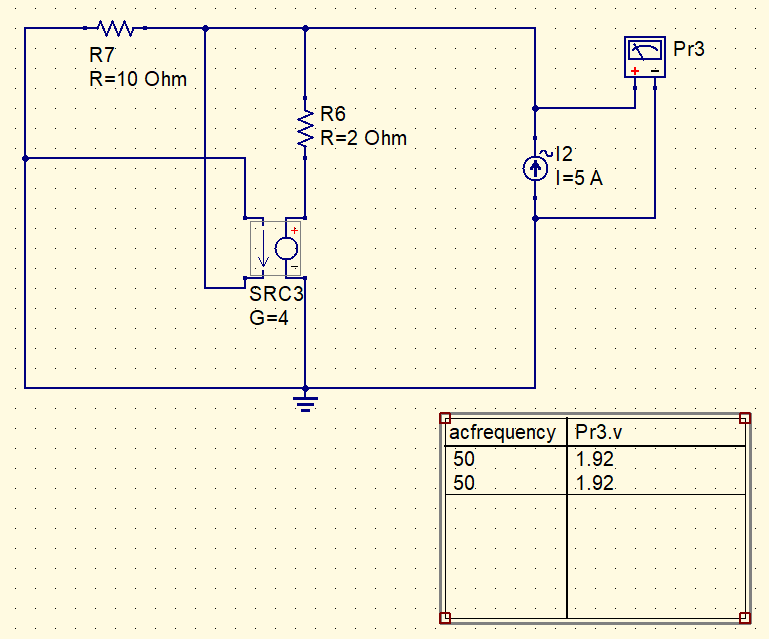 Pr3
R7
R=10 Ohm
R6
R=2 Ohm
I2
I=5 A
+ -
+
-
SRC3
G=4
acfrequency Pr3.v
50 1.92
50 1.92